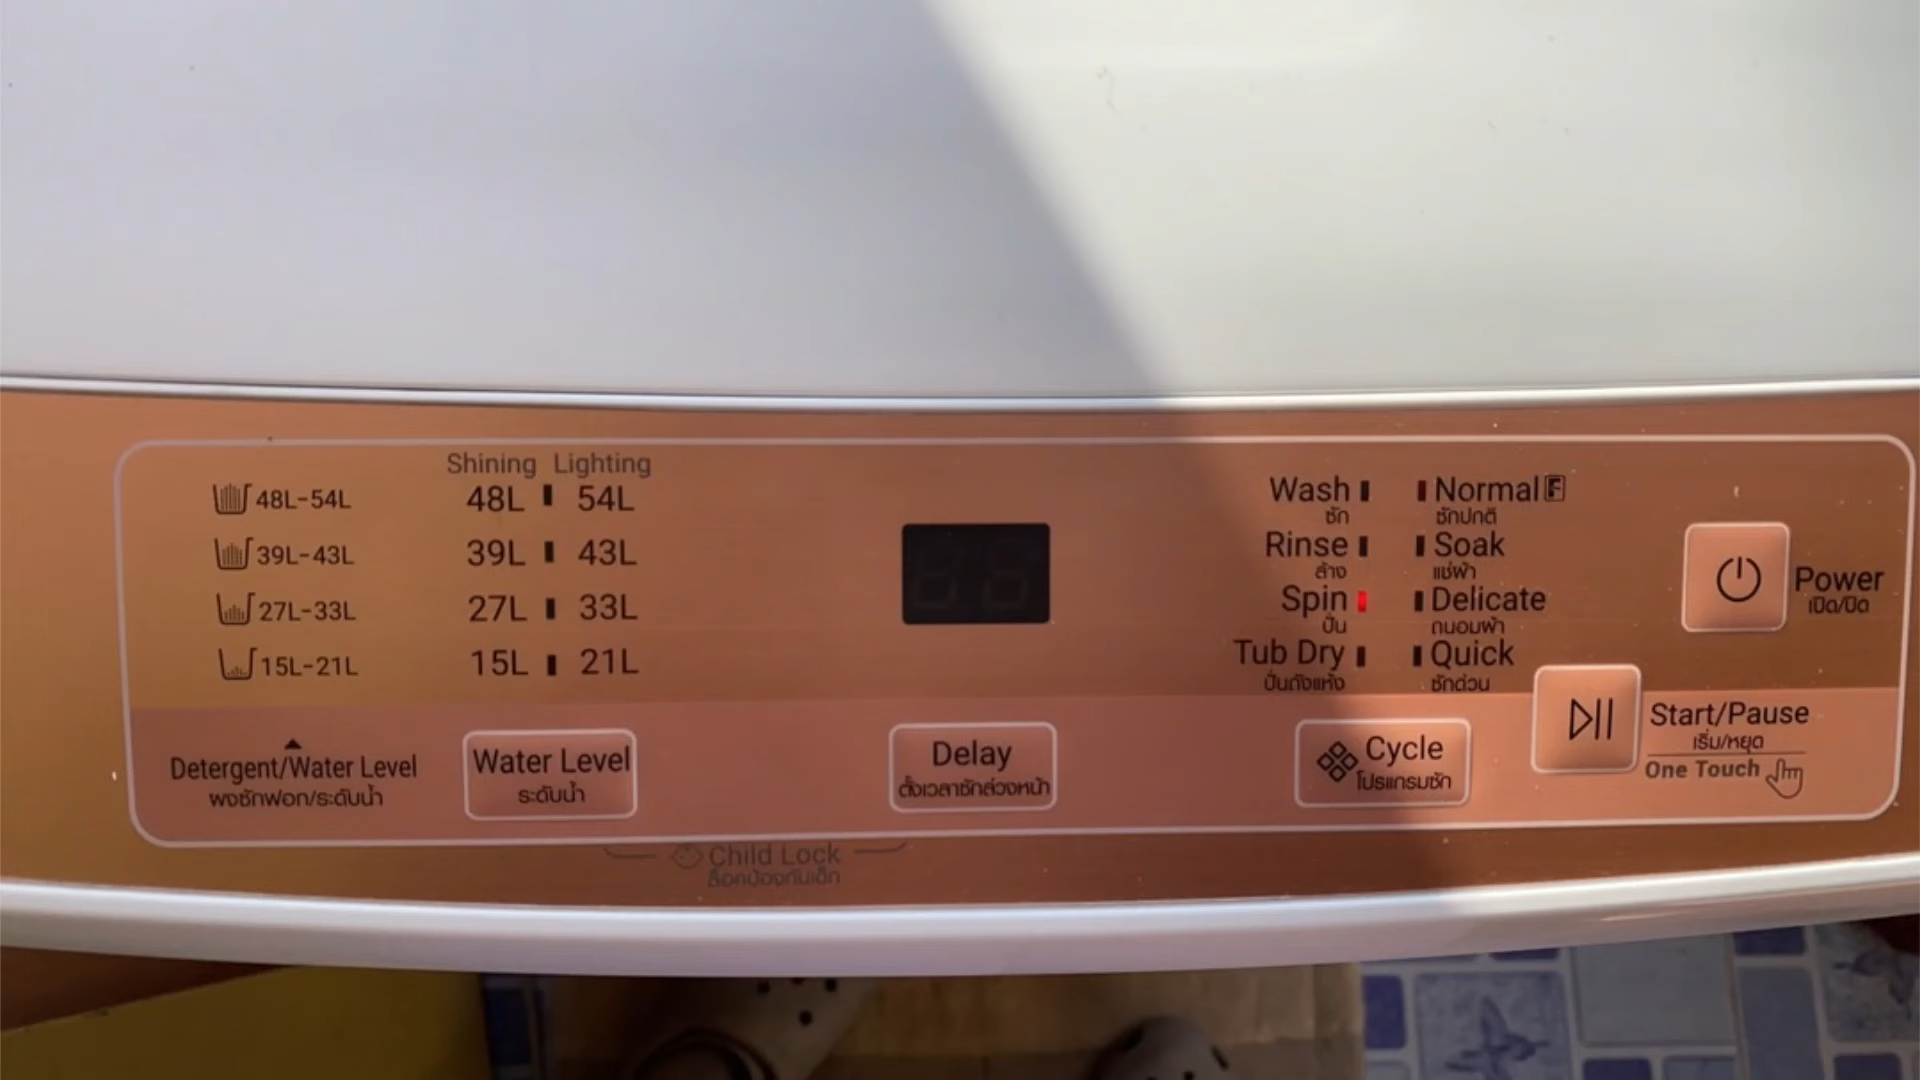 Shining Lighting
48L-54L 48L 54L
39L-43L 39L 43L
27L-33L 27L 33L
15L-21L 15L 21L
Detergent/Water Level
ผงซักฟอก/ระดับน้ำ
Water Level
ระดับน้ำ
Delay
ตั้งเวลาซักล่วงหน้า
Wash Normal F
ซัก ซักปกติ
Rinse Soak
ล้าง แช่ผ้า
Spin Delicate
ปั่น ถนอมผ้า
Tub Dry Quick
ปั่นถังแห้ง ซักด่วน
Cycle
โปรแกรมซัก
Power
เปิด/ปิด
Start/Pause
เริ่ม/หยุด
One Touch
Child Lock
ล็อกป้องกันเด็ก